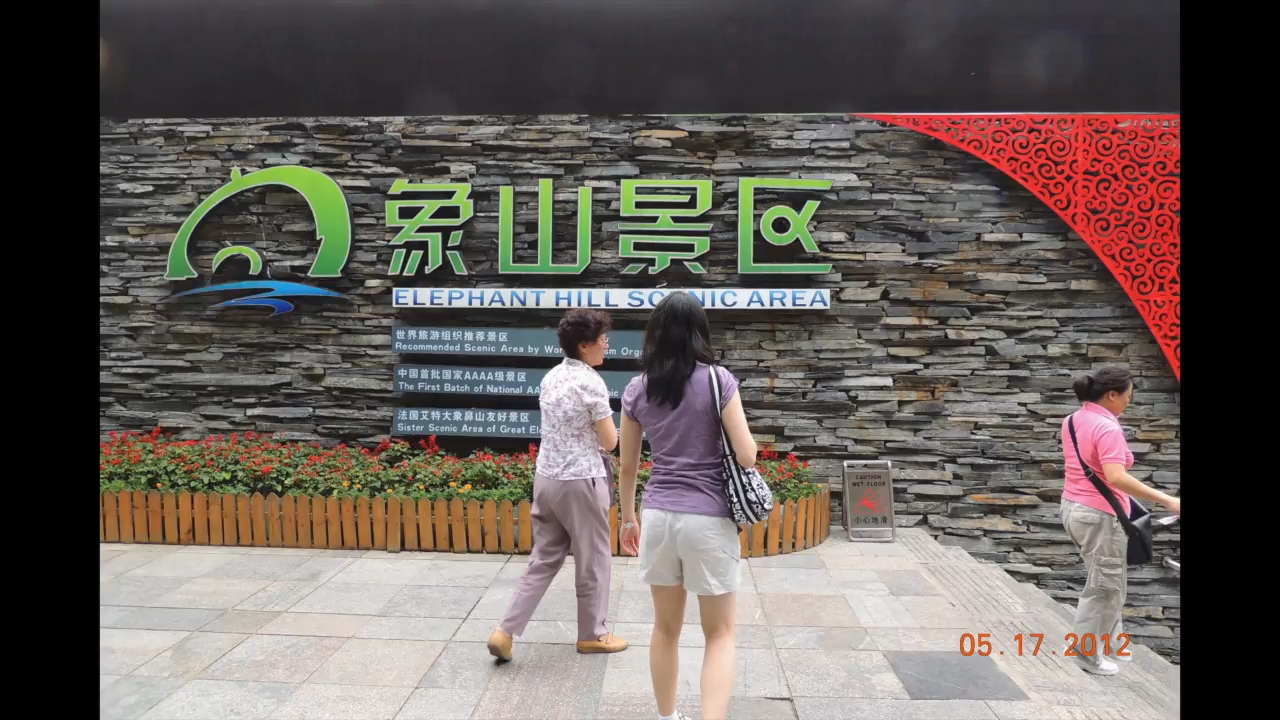 象山景区
ELEPHANT HILL SCENIC AREA
世界旅游组织推荐景区
Recommended Scenic Area by
中国首批国家AAAA级景区
The First Batch of National
法国艾特大象鼻山友好景区
Sister Scenic Area of Great
CAUTION
WET FLOOR
小心地滑
05.17.2012